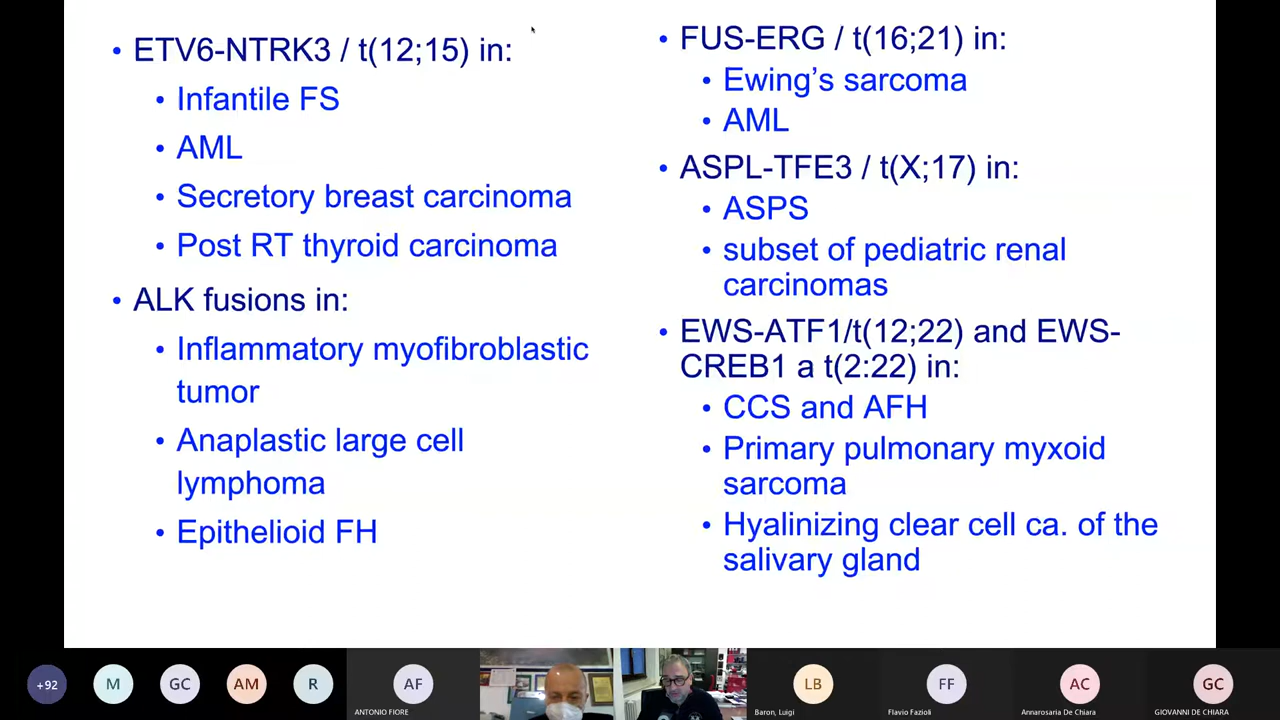 • ETV6-NTRK3 / t(12;15) in:
• Infantile FS
• AML
• Secretory breast carcinoma
• Post RT thyroid carcinoma
• ALK fusions in:
• Inflammatory myofibroblastic
tumor
• Anaplastic large cell
lymphoma
• Epithelioid FH
• FUS-ERG / t(16;21) in:
• Ewing’s sarcoma
• AML
• ASPL-TFE3 / t(X;17) in:
• ASPS
• subset of pediatric renal
carcinomas
• EWS-ATF1/t(12;22) and EWS-
CREB1 a t(2:22) in:
• CCS and AFH
• Primary pulmonary myxoid
sarcoma
• Hyalinizing clear cell ca. of the
salivary gland
+92
M
GC
AM
R
AF
ANTONIO FIORE
LB
Baron, Luigi
FF
Flavio Fazioli
AC
Annarosaria De Chiara
GC
GIOVANNI DE CHIARA